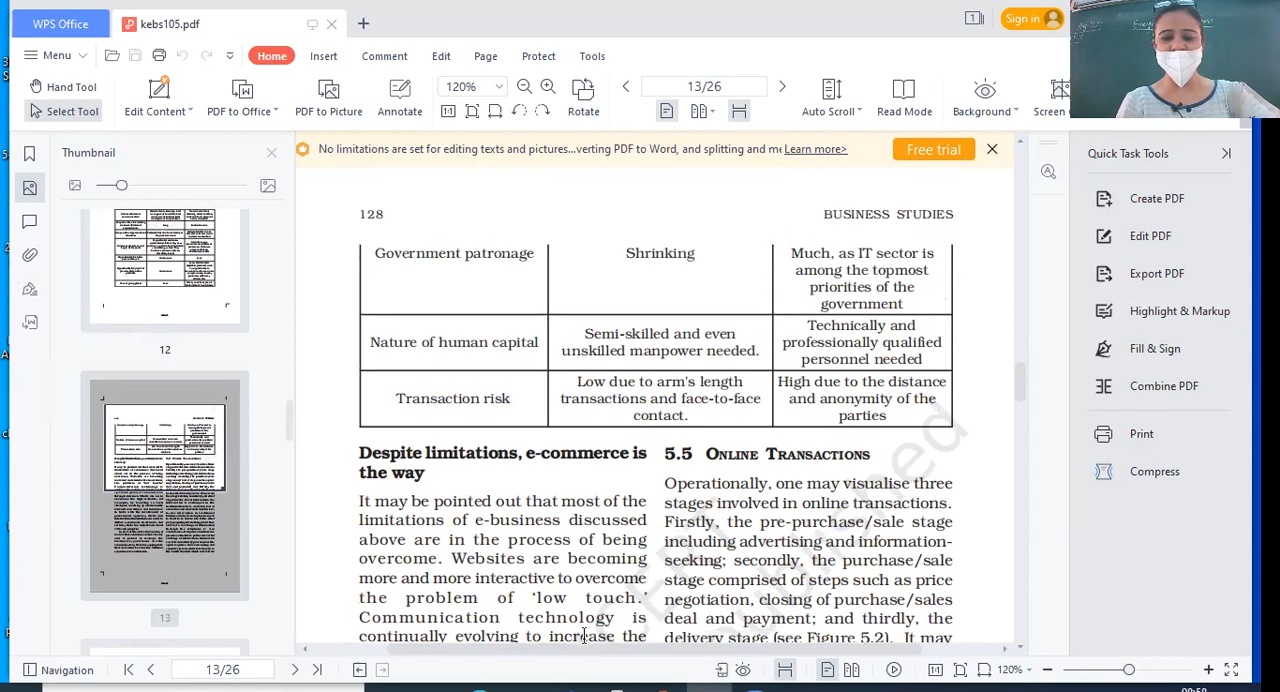 WPS Office
kebs105.pdf
Sign in
Menu
Home
Insert
Comment
Edit
Page
Protect
Tools
Hand Tool
Select Tool
Edit Content
PDF to Office
PDF to Picture
Annotate
120%
Rotate
13/26
Auto Scroll
Read Mode
Background
Screen
Thumbnail
No limitations are set for editing texts and pictures...verting PDF to Word, and splitting and me Learn more>
Free trial
Quick Task Tools
Create PDF
Edit PDF
Export PDF
Highlight & Markup
Fill & Sign
Combine PDF
Print
Compress
12
13
128
BUSINESS STUDIES
Government patronage
Shrinking
Much, as IT sector is
among the topmost
priorities of the
government
Nature of human capital
Semi-skilled and even
unskilled manpower needed.
Technically and
professionally qualified
personnel needed
Transaction risk
Low due to arm's length
transactions and face-to-face
contact.
High due to the distance
and anonymity of the
parties
Despite limitations, e-commerce is
the way
It may be pointed out that most of the
limitations of e-business discussed
above are in the process of being
overcome. Websites are becoming
more and more interactive to overcome
the problem of 'low touch.'
Communication technology is
continually evolving to increase the
5.5 ONLINE TRANSACTIONS
Operationally, one may visualise three
stages involved in online transactions.
Firstly, the pre-purchase/sale stage
including advertising and information-
seeking; secondly, the purchase/sale
stage comprised of steps such as price
negotiation, closing of purchase/sales
deal and payment; and thirdly, the
delivery stage (see Figure 5.2). It may
Navigation
13/26
120%